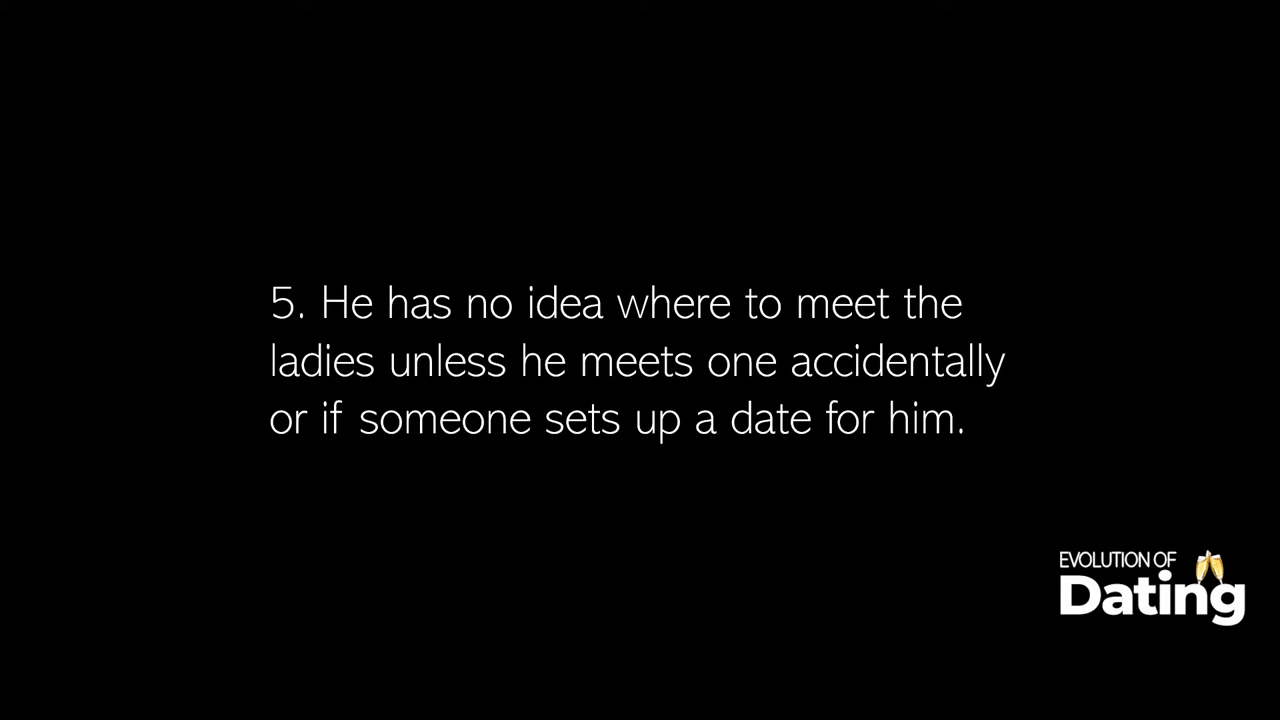 5. He has no idea where to meet the
ladies unless he meets one accidentally
or if someone sets up a date for him.
EVOLUTION OF
Dating